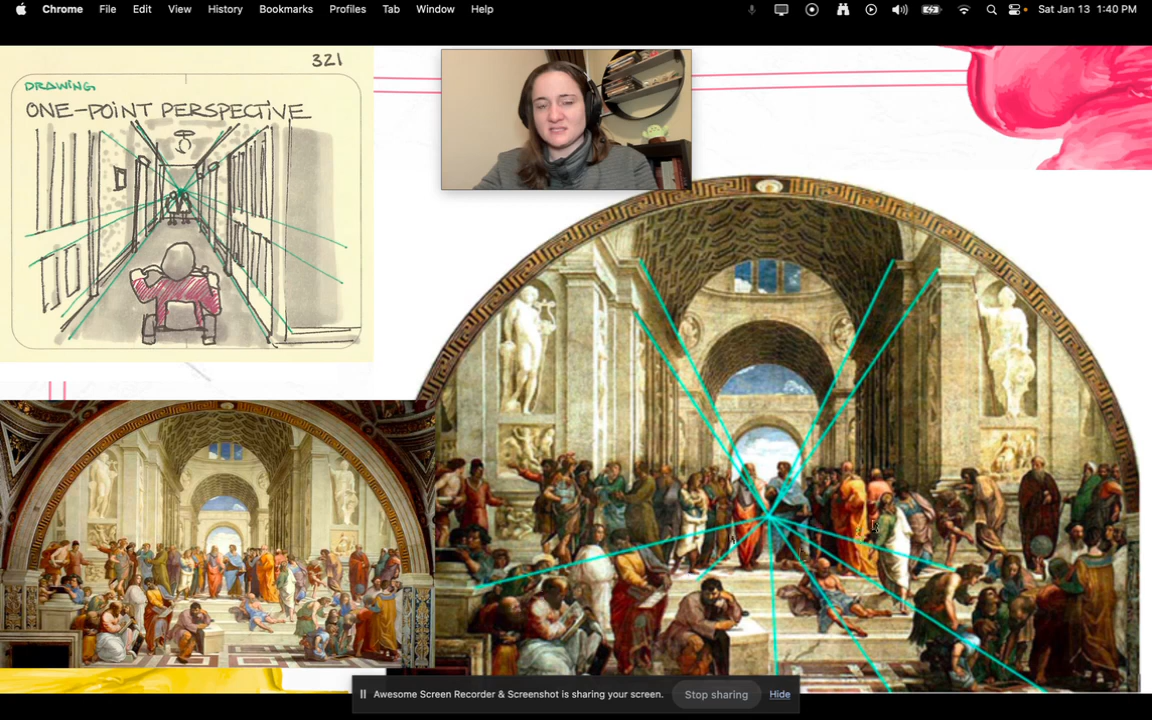 Chrome File Edit View History Bookmarks Profiles Tab Window Help Sat Jan 13 1:40 PM
321
DRAWING
ONE-POINT PERSPECTIVE
Awesome Screen Recorder & Screenshot is sharing your screen. Stop sharing Hide